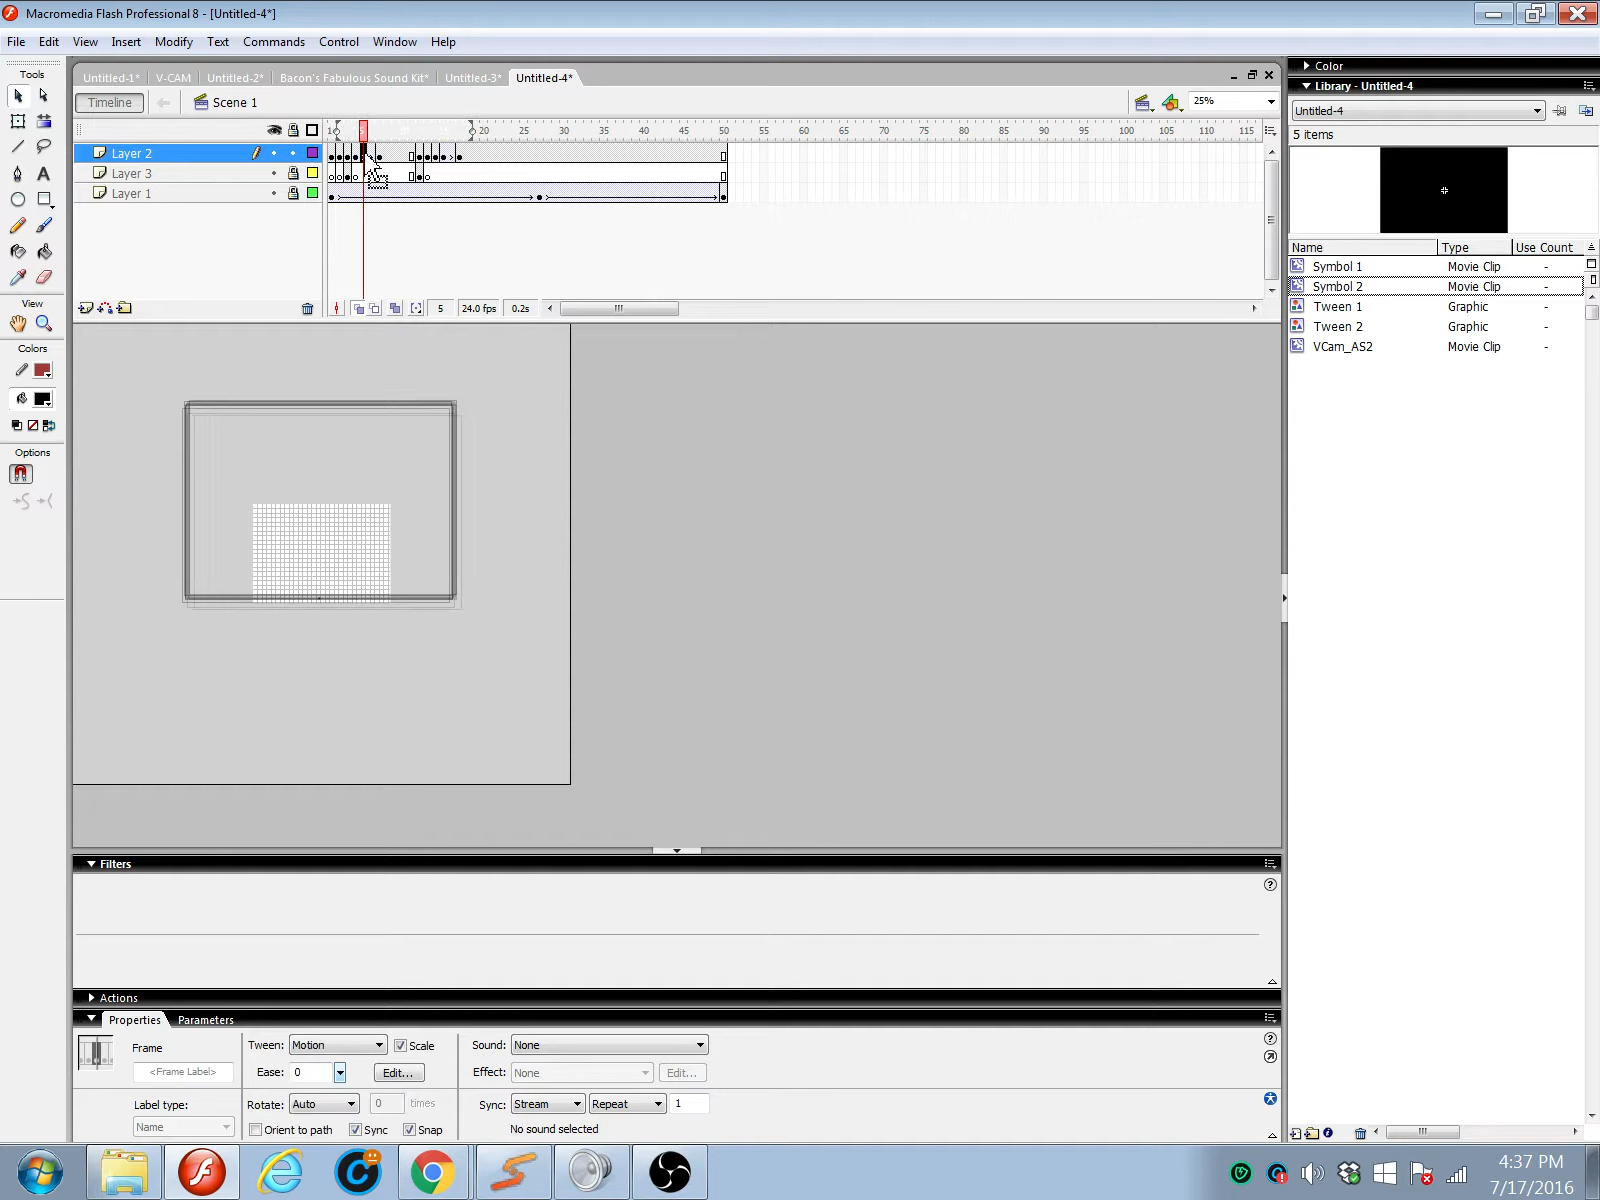 Macromedia Flash Professional 8 - [Untitled-4*]
File Edit View Insert Modify Text Commands Control Window Help
Tools
View
Colors
Options
Untitled-1* V-CAM Untitled-2* Bacon's Fabulous Sound Kit* Untitled-3* Untitled-4*
Timeline Scene 1 25%
1 5 10 15 20 25 30 35 40 45 50 55 60 65 70 75 80 85 90 95 100 105 110 115
Layer 2
Layer 3
Layer 1
5 24.0 fps 0.2s
Filters
Actions
Properties Parameters
Frame Tween: Motion Scale Sound: None
<Frame Label> Ease: 0 Edit... Effect: None Edit...
Label type: Rotate: Auto 0 times Sync: Stream Repeat 1
Name Orient to path Sync Snap No sound selected
Color
Library - Untitled-4
Untitled-4
5 items
Name Type Use Count
Symbol 1 Movie Clip -
Symbol 2 Movie Clip -
Tween 1 Graphic -
Tween 2 Graphic -
VCam_AS2 Movie Clip -
4:37 PM
7/17/2016